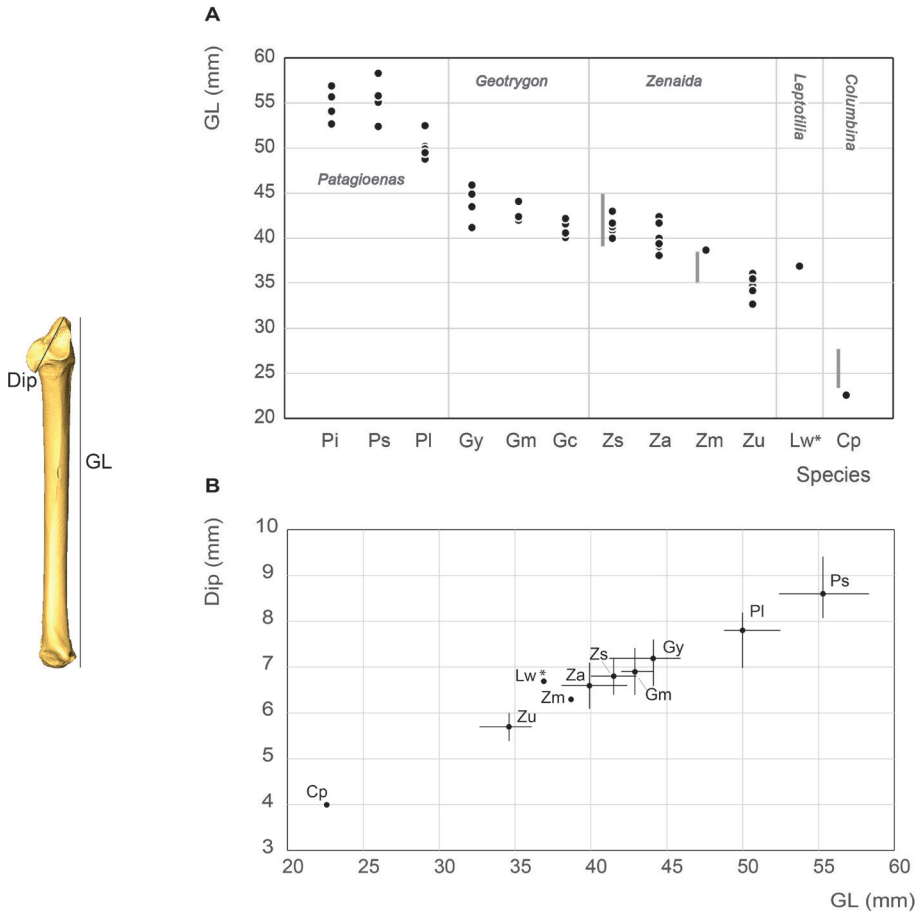 A
GL (mm)
60
55
50
45
40
35
30
25
20
Geotrygon
Zenaida
Leptotilia
Columbina
Patagioenas
Pi Ps Pl Gy Gm Gc Zs Za Zm Zu Lw* Cp
Species
Dip
GL
B
Dip (mm)
10
9
8
7
6
5
4
3
Ps
Pl
Gy
Zs
Za
Lw*
Gm
Zm
Zu
Cp
20 25 30 35 40 45 50 55 60
GL (mm)